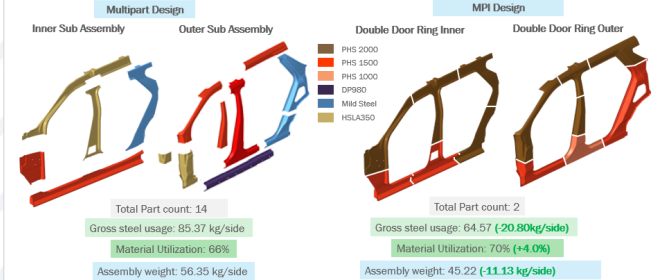 Multipart Design
MPI Design
Inner Sub Assembly
Outer Sub Assembly
Double Door Ring Inner
Double Door Ring Outer
PHS 2000
PHS 1500
PHS 1000
DP980
Mild Steel
HSLA350
Total Part count: 14
Gross steel usage: 85.37 kg/side
Material Utilization: 66%
Assembly weight: 56.35 kg/side
Total Part count: 2
Gross steel usage: 64.57 (-20.80kg/side)
Material Utilization: 70% (+4.0%)
Assembly weight: 45.22 (-11.13 kg/side)